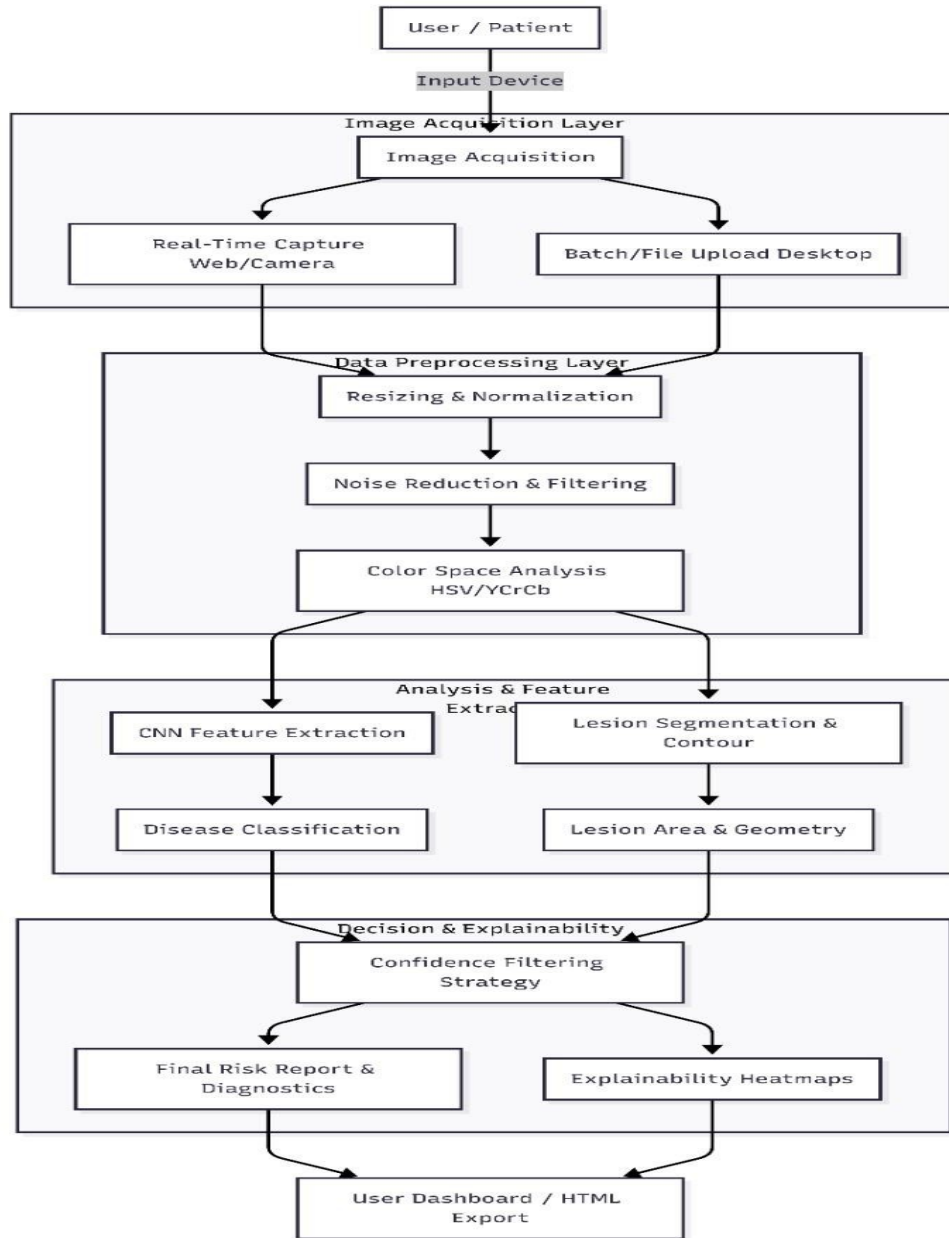 User / Patient
Input Device
Image Acquisition Layer
Image Acquisition
Real-Time Capture
Web/Camera
Batch/File Upload Desktop
Data Preprocessing Layer
Resizing & Normalization
Noise Reduction & Filtering
Color Space Analysis
HSV/YCrCb
Analysis & Feature
CNN Feature Extraction
Lesion Segmentation &
Contour
Disease Classification
Lesion Area & Geometry
Decision & Explainability
Confidence Filtering
Strategy
Final Risk Report &
Diagnostics
Explainability Heatmaps
User Dashboard / HTML
Export